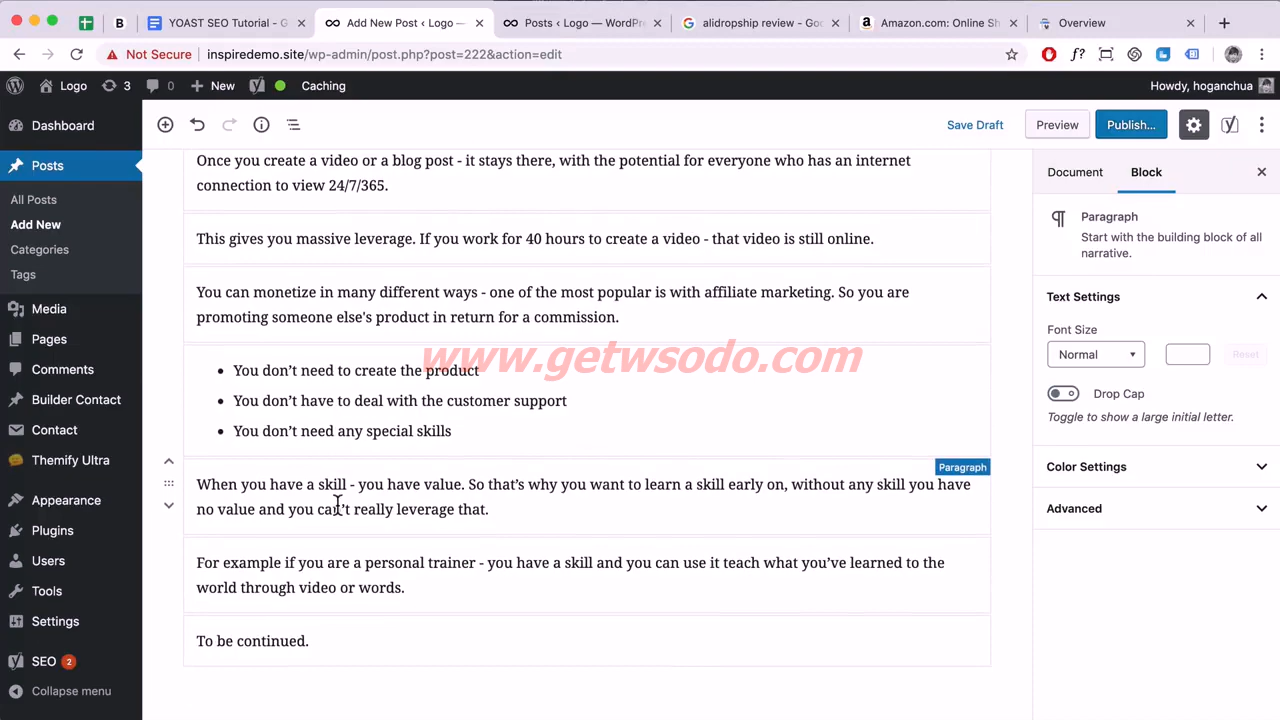 YOAST SEO Tutorial - G
Add New Post ‹ Logo —
Posts ‹ Logo — WordPr
alidropship review - Goo
Amazon.com: Online Sh
Overview
Not Secure
inspiredemo.site/wp-admin/post.php?post=222&action=edit
Logo
3
0
New
Caching
Howdy, hoganchua
Dashboard
Posts
All Posts
Add New
Categories
Tags
Media
Pages
Comments
Builder Contact
Contact
Themify Ultra
Appearance
Plugins
Users
Tools
Settings
SEO 2
Collapse menu
Save Draft
Preview
Publish...
Once you create a video or a blog post - it stays there, with the potential for everyone who has an internet
connection to view 24/7/365.
This gives you massive leverage. If you work for 40 hours to create a video - that video is still online.
You can monetize in many different ways - one of the most popular is with affiliate marketing. So you are
promoting someone else's product in return for a commission.
www.getwsodo.com
• You don’t need to create the product
• You don’t have to deal with the customer support
• You don’t need any special skills
Paragraph
When you have a skill - you have value. So that’s why you want to learn a skill early on, without any skill you have
no value and you can’t really leverage that.
For example if you are a personal trainer - you have a skill and you can use it teach what you’ve learned to the
world through video or words.
To be continued.
Document
Block
Paragraph
Start with the building block of all
narrative.
Text Settings
Font Size
Normal
Reset
Drop Cap
Toggle to show a large initial letter.
Color Settings
Advanced